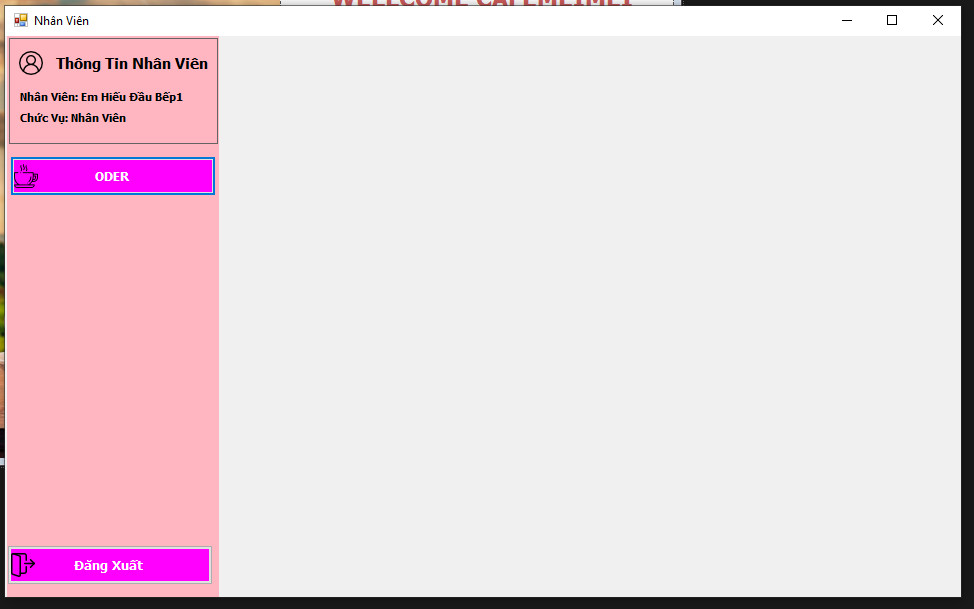 WELLCOME CAFEMEIMEI
Nhân Viên
Thông Tin Nhân Viên
Nhân Viên: Em Hiếu Đầu Bếp1
Chức Vụ: Nhân Viên
ODER
Đăng Xuất